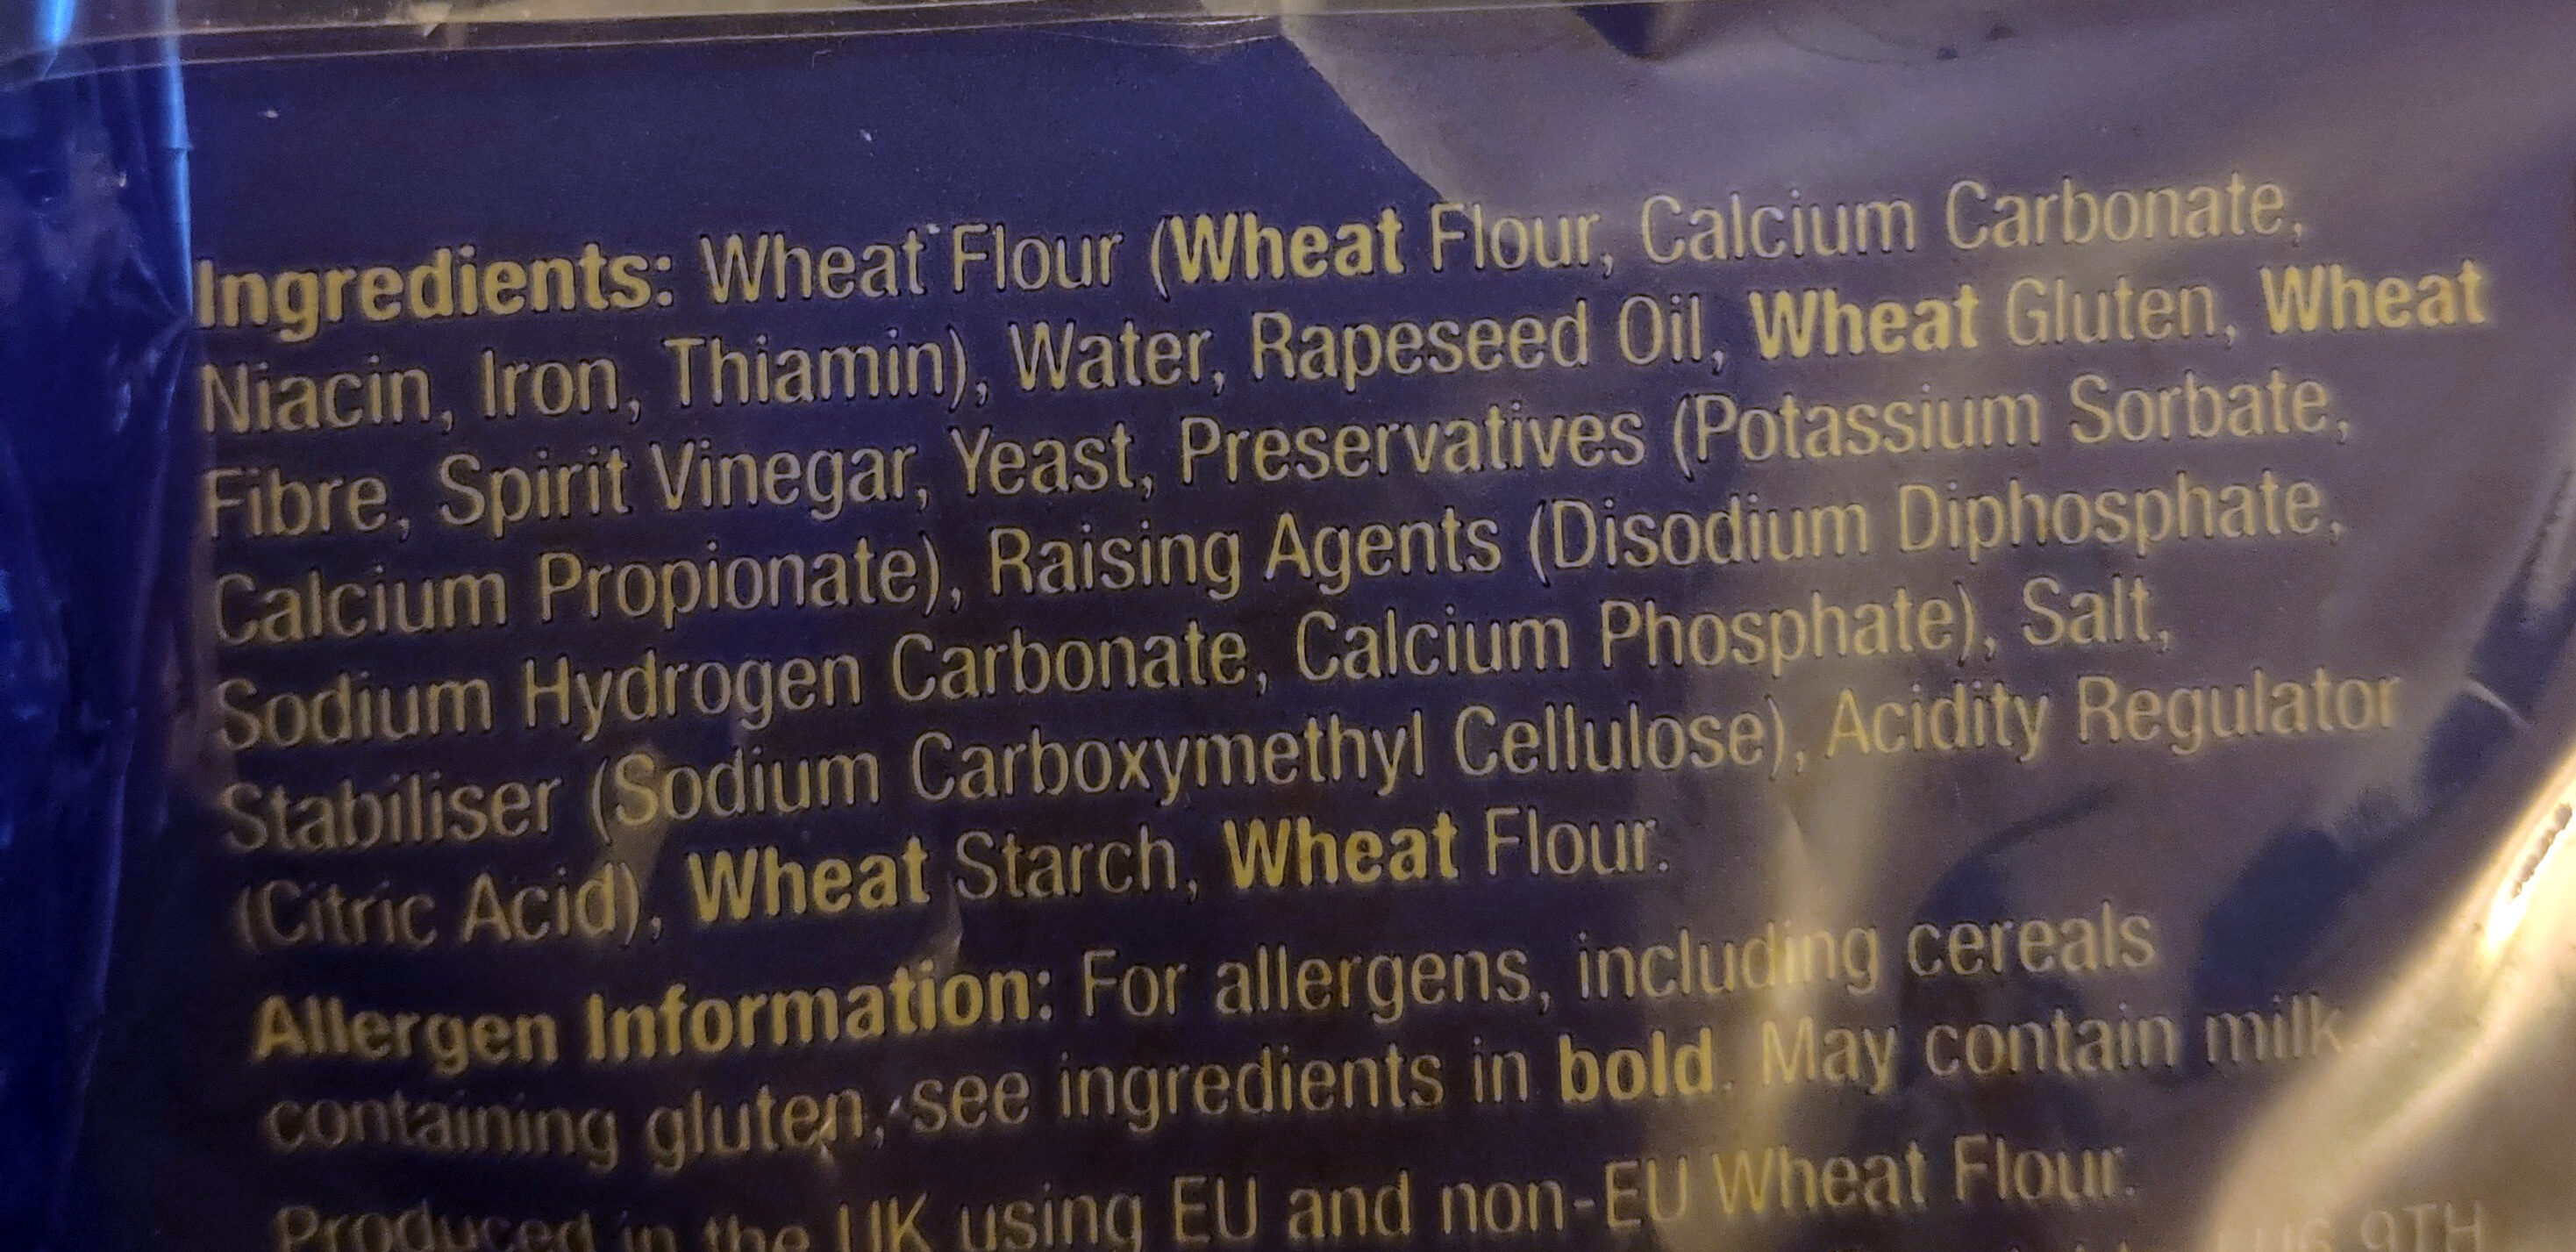 Ingredients: Wheat Flour (Wheat Flour, Calcium Carbonate,
Niacin, Iron, Thiamin), Water, Rapeseed Oil, Wheat Gluten, Wheat
Fibre, Spirit Vinegar, Yeast, Preservatives (Potassium Sorbate,
Calcium Propionate), Raising Agents (Disodium Diphosphate,
Sodium Hydrogen Carbonate, Calcium Phosphate), Salt,
Stabiliser (Sodium Carboxymethyl Cellulose), Acidity Regulator
(Citric Acid), Wheat Starch, Wheat Flour.
Allergen Information: For allergens, including cereals
containing gluten, see ingredients in bold. May contain milk
Produced in the UK using EU and non-EU Wheat Flour.
9TH